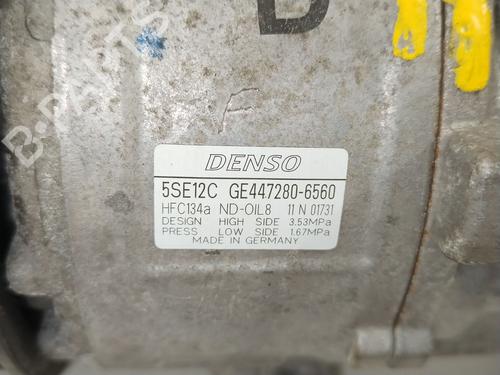 B
B-PARTS
F
DENSO
5SE12C GE447280-6560
HFC134a ND-OIL8 11 N 01731
DESIGN HIGH SIDE 3.53MPa
PRESS LOW SIDE 1.67MPa
MADE IN GERMANY